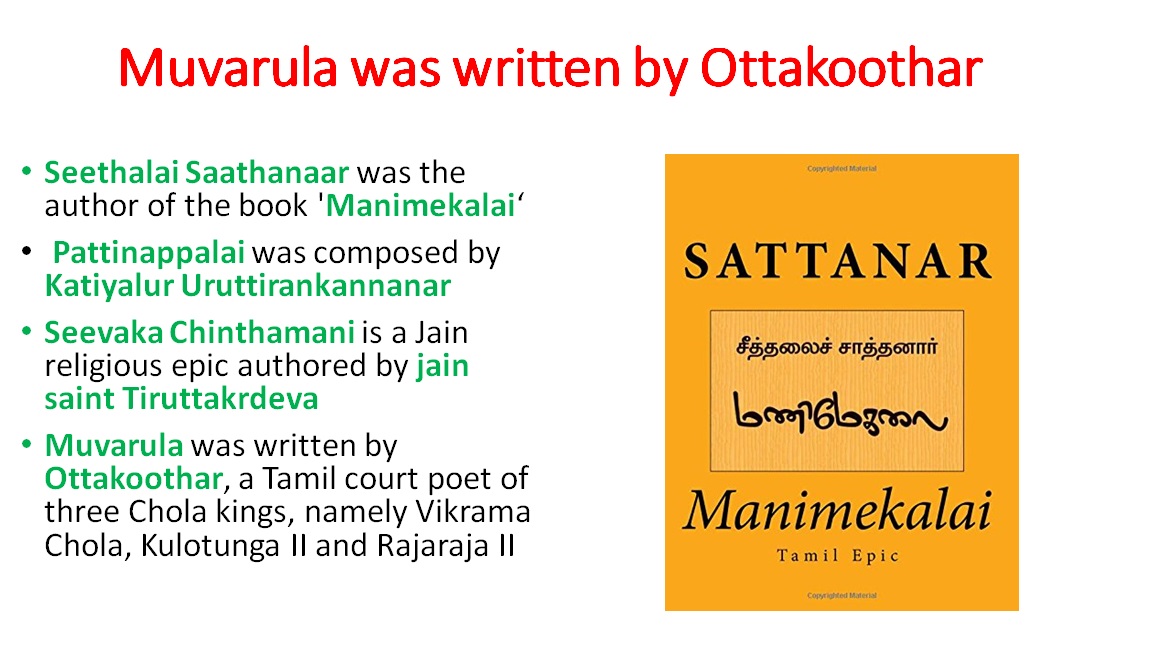 Muvarula was written by Ottakoothar
• Seethalai Saathanaar was the
author of the book 'Manimekalai‘
• Pattinappalai was composed by
Katiyalur Uruttirankannanar
• Seevaka Chinthamani is a Jain
religious epic authored by jain
saint Tiruttakrdeva
• Muvarula was written by
Ottakoothar, a Tamil court poet of
three Chola kings, namely Vikrama
Chola, Kulotunga II and Rajaraja II
Copyrighted Material
SATTANAR
சீத்தலைச் சாத்தனார்
மணிமேகலை
Manimekalai
Tamil Epic
Copyrighted Material